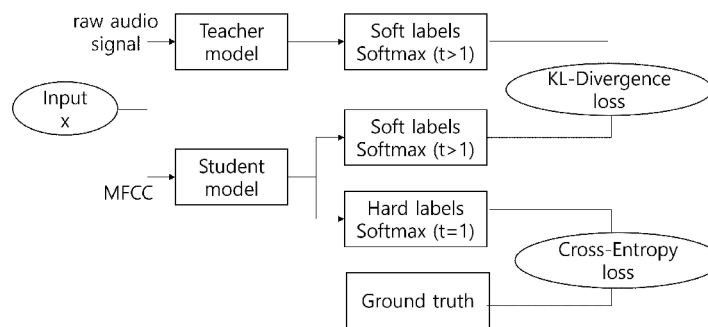 raw audio
signal
Teacher
model
Soft labels
Softmax (t>1)
KL-Divergence
loss
Input
x
Soft labels
Softmax (t>1)
MFCC
Student
model
Hard labels
Softmax (t=1)
Cross-Entropy
loss
Ground truth